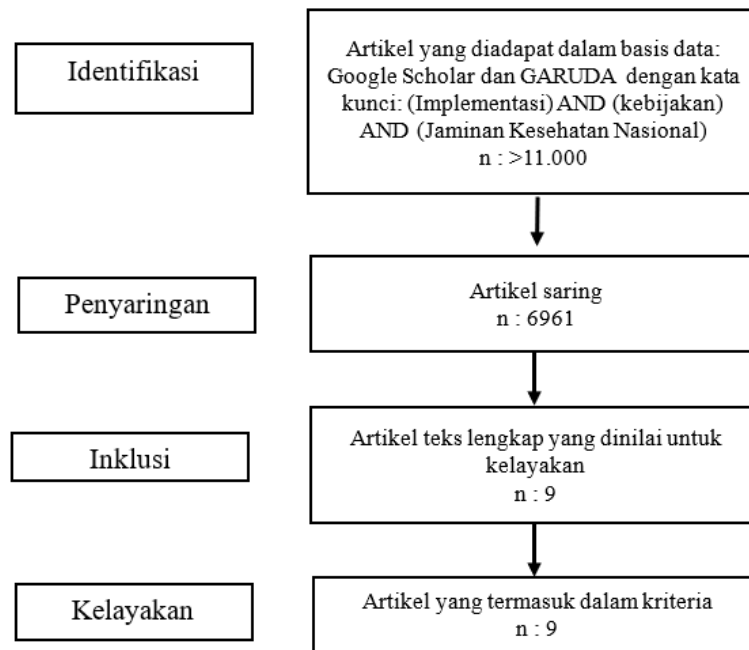 Identifikasi
Artikel yang diadapat dalam basis data:
Google Scholar dan GARUDA dengan kata
kunci: (Implementasi) AND (kebijakan)
AND (Jaminan Kesehatan Nasional)
n : >11.000
Penyaringan
Artikel saring
n : 6961
Inklusi
Artikel teks lengkap yang dinilai untuk
kelayakan
n : 9
Kelayakan
Artikel yang termasuk dalam kriteria
n : 9